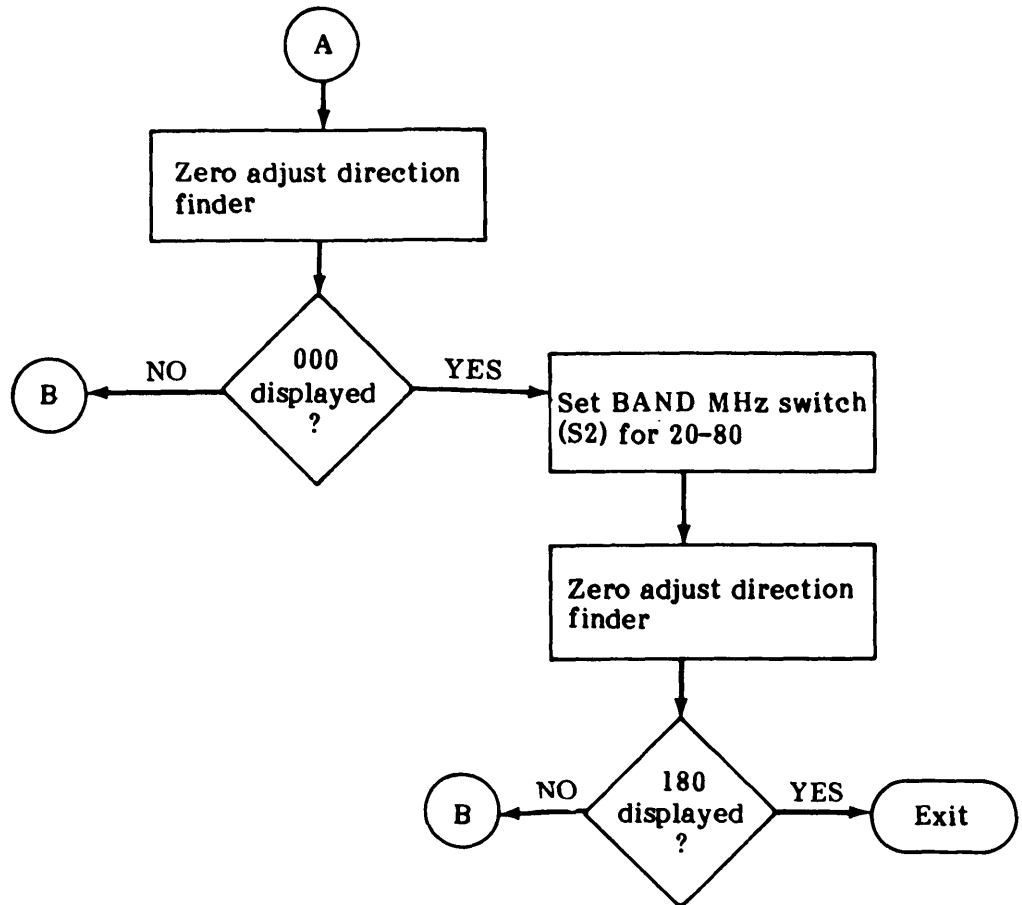 A
Zero adjust direction
finder
000
displayed
?
NO
B
YES
Set BAND MHz switch
(S2) for 20-80
Zero adjust direction
finder
180
displayed
?
NO
B
YES
Exit